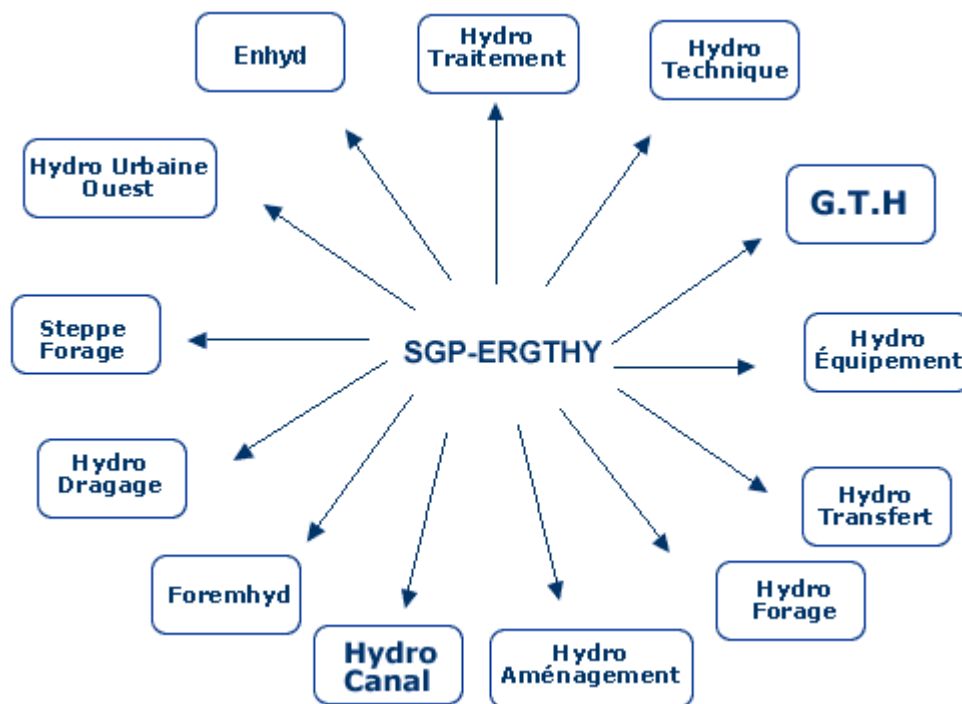 Enhyd
Hydro
Traitement
Hydro
Technique
Hydro Urbaine
Ouest
G.T.H
Steppe
Forage
SGP-ERGTHY
Hydro
Équipement
Hydro
Dragage
Hydro
Transfert
Foremhyd
Hydro
Forage
Hydro
Canal
Hydro
Aménagement